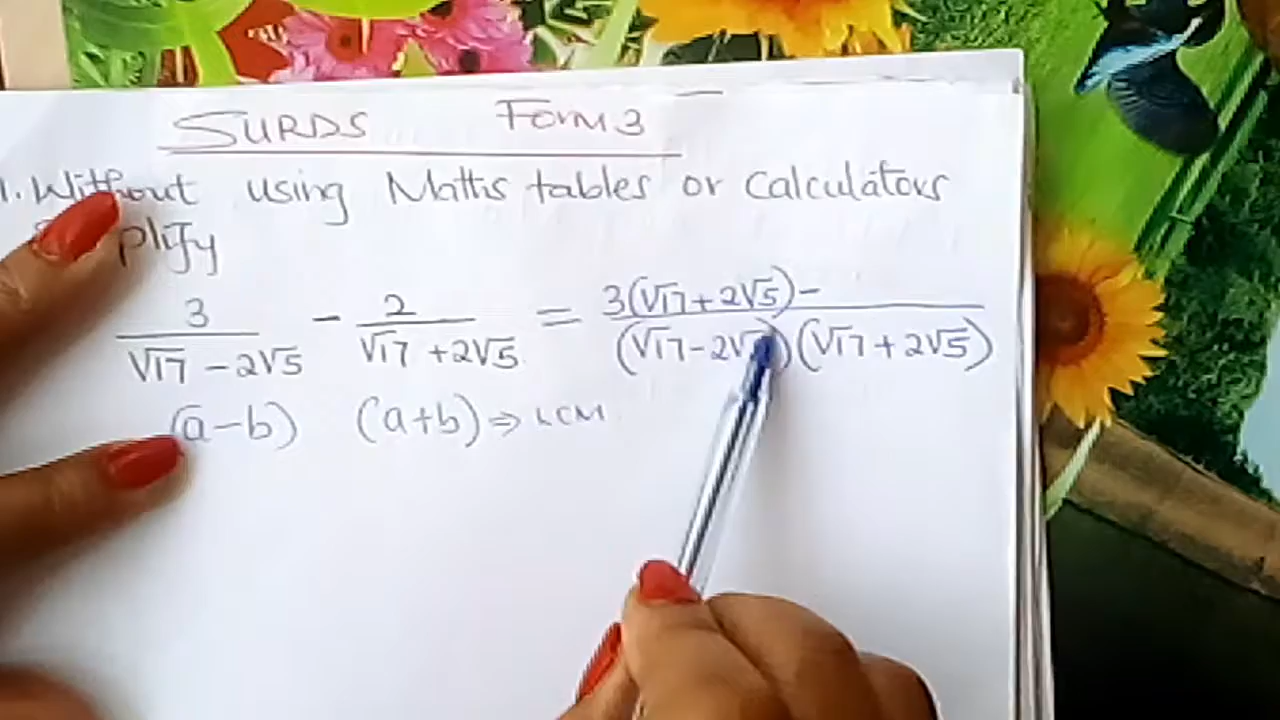 SURDS Form 3
1. Without using Maths tables or Calculators
plify
3/(√17 - 2√5) - 2/(√17 + 2√5) = 3(√17 + 2√5) - / (√17 - 2√5)(√17 + 2√5)
(a-b) (a+b) ⇒ LCM